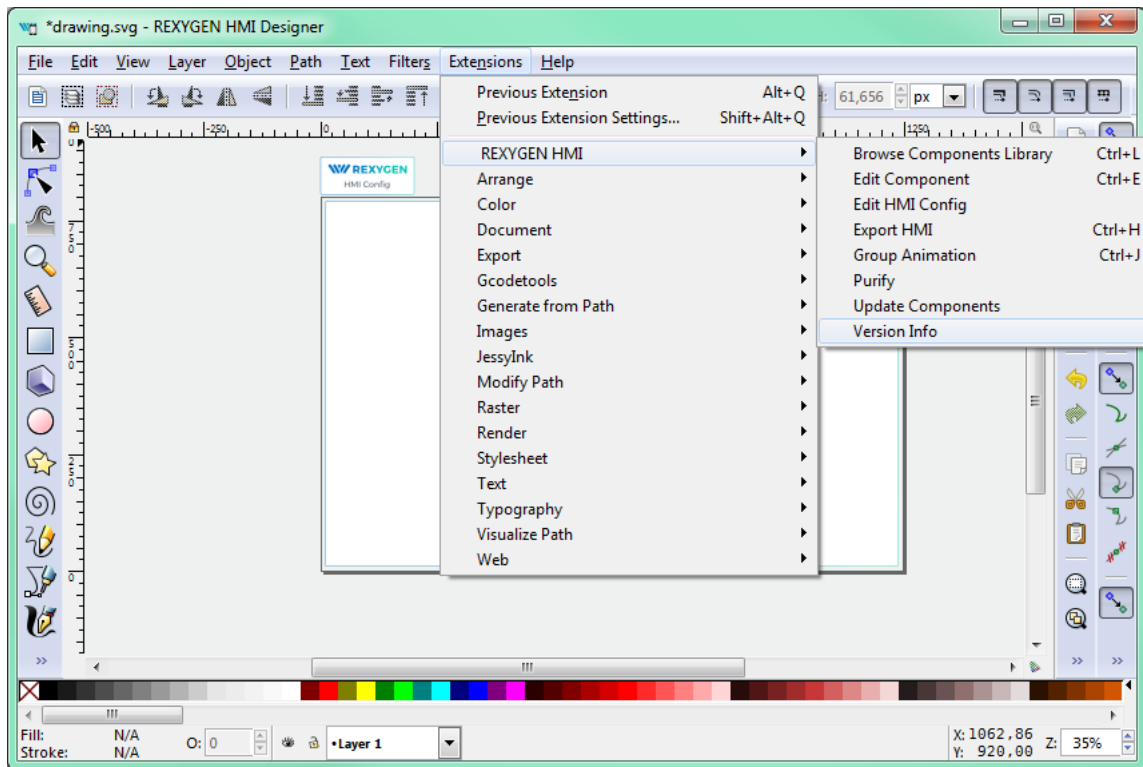 *drawing.svg - REXYGEN HMI Designer
File Edit View Layer Object Path Text Filters Extensions Help
61,656 px
Previous Extension Alt+Q
Previous Extension Settings... Shift+Alt+Q
-500 -250 0 1250
REXYGEN HMI
Arrange
Color
Document
Export
Gcodetools
Generate from Path
Images
JessyInk
Modify Path
Raster
Render
Stylesheet
Text
Typography
Visualize Path
Web
Browse Components Library Ctrl+L
Edit Component Ctrl+E
Edit HMI Config
Export HMI Ctrl+H
Group Animation Ctrl+J
Purify
Update Components
Version Info
REXYGEN
HMI Config
750
500
250
0
Fill: N/A
Stroke: N/A
O: 0
•Layer 1
X: 1062,86
Y: 920,00
Z: 35%